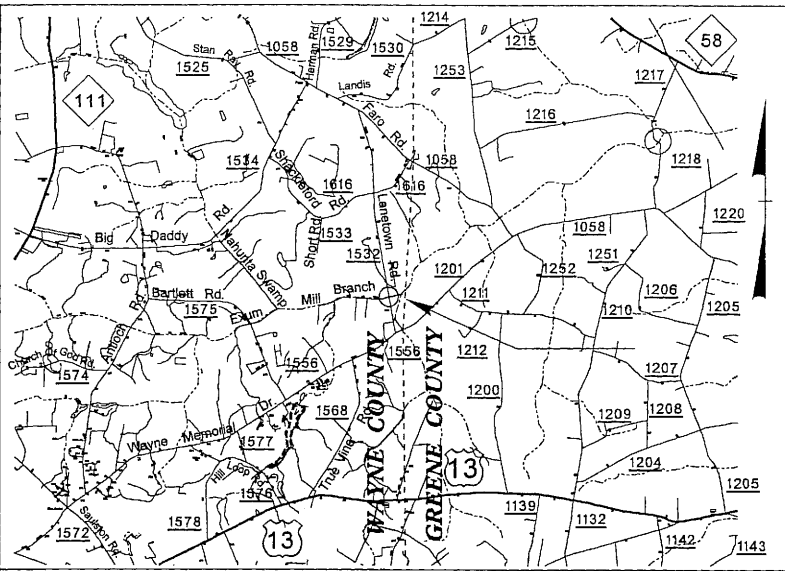 1214
1215
58
Stan
1058
Harman Rd.
1529
1530
1525
Ray Rd.
Rd.
1253
1217
111
Landis
Faro Rd.
1216
1534
Shackleford Rd.
1616
1616
1058
1218
Rd.
Short Rd.
1533
Lanetown Rd.
1532
1220
Big Daddy
Nahunta Swamp
1058
1251
1201
1252
1206
Bartlett Rd.
Exum Mill Branch
1211
1210
1205
1575
Antioch Rd.
Church of God Rd.
1574
1556
1556
1212
1207
WAYNE COUNTY
GREENE COUNTY
1200
1568
1209
1208
Wayne Memorial Dr
1577
Hill Loop Rd.
1576
True Vine Rd.
13
1204
1205
Saulston Rd.
1572
1578
13
1139
1132
1142
1143